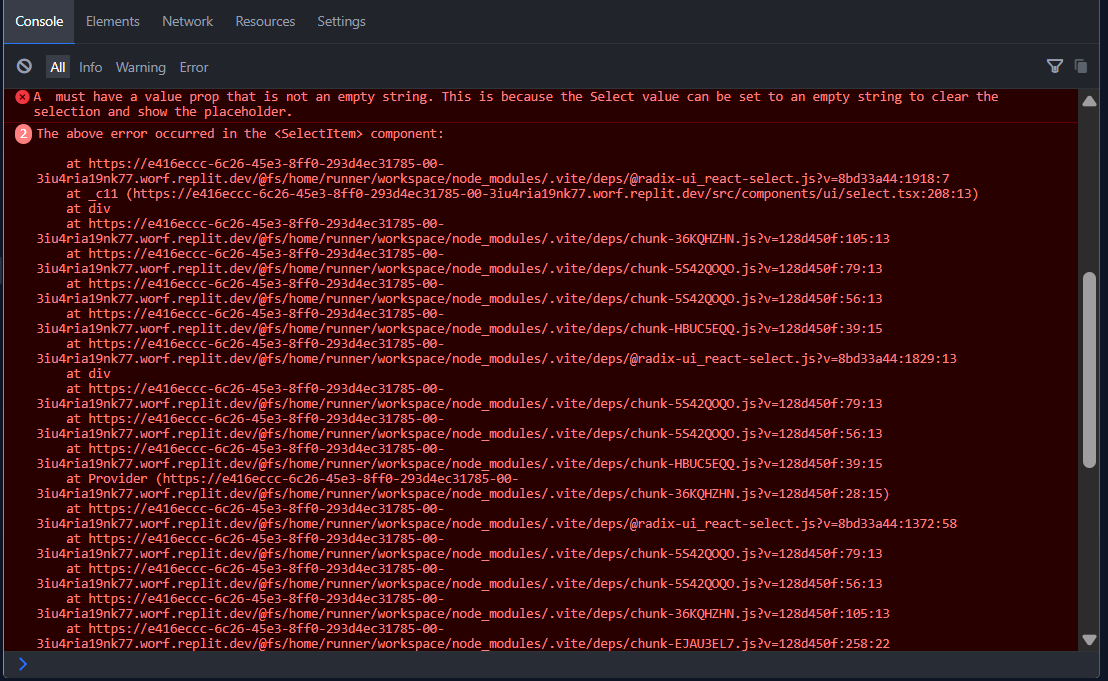 Console Elements Network Resources Settings
All Info Warning Error
A  must have a value prop that is not an empty string. This is because the Select value can be set to an empty string to clear the
selection and show the placeholder.
2 The above error occurred in the <SelectItem> component:
at https://e416eccc-6c26-45e3-8ff0-293d4ec31785-00-
3iu4ria19nk77.worf.replit.dev/@fs/home/runner/workspace/node_modules/.vite/deps/@radix-ui_react-select.js?v=8bd33a44:1918:7
at _c11 (https://e416eccc-6c26-45e3-8ff0-293d4ec31785-00-3iu4ria19nk77.worf.replit.dev/src/components/ui/select.tsx:208:13)
at div
at https://e416eccc-6c26-45e3-8ff0-293d4ec31785-00-
3iu4ria19nk77.worf.replit.dev/@fs/home/runner/workspace/node_modules/.vite/deps/chunk-36KQHZHN.js?v=128d450f:105:13
at https://e416eccc-6c26-45e3-8ff0-293d4ec31785-00-
3iu4ria19nk77.worf.replit.dev/@fs/home/runner/workspace/node_modules/.vite/deps/chunk-5S42QOQO.js?v=128d450f:79:13
at https://e416eccc-6c26-45e3-8ff0-293d4ec31785-00-
3iu4ria19nk77.worf.replit.dev/@fs/home/runner/workspace/node_modules/.vite/deps/chunk-5S42QOQO.js?v=128d450f:56:13
at https://e416eccc-6c26-45e3-8ff0-293d4ec31785-00-
3iu4ria19nk77.worf.replit.dev/@fs/home/runner/workspace/node_modules/.vite/deps/chunk-HBUC5EQQ.js?v=128d450f:39:15
at https://e416eccc-6c26-45e3-8ff0-293d4ec31785-00-
3iu4ria19nk77.worf.replit.dev/@fs/home/runner/workspace/node_modules/.vite/deps/@radix-ui_react-select.js?v=8bd33a44:1829:13
at div
at https://e416eccc-6c26-45e3-8ff0-293d4ec31785-00-
3iu4ria19nk77.worf.replit.dev/@fs/home/runner/workspace/node_modules/.vite/deps/chunk-5S42QOQO.js?v=128d450f:79:13
at https://e416eccc-6c26-45e3-8ff0-293d4ec31785-00-
3iu4ria19nk77.worf.replit.dev/@fs/home/runner/workspace/node_modules/.vite/deps/chunk-5S42QOQO.js?v=128d450f:56:13
at https://e416eccc-6c26-45e3-8ff0-293d4ec31785-00-
3iu4ria19nk77.worf.replit.dev/@fs/home/runner/workspace/node_modules/.vite/deps/chunk-HBUC5EQQ.js?v=128d450f:39:15
at Provider (https://e416eccc-6c26-45e3-8ff0-293d4ec31785-00-
3iu4ria19nk77.worf.replit.dev/@fs/home/runner/workspace/node_modules/.vite/deps/chunk-36KQHZHN.js?v=128d450f:28:15)
at https://e416eccc-6c26-45e3-8ff0-293d4ec31785-00-
3iu4ria19nk77.worf.replit.dev/@fs/home/runner/workspace/node_modules/.vite/deps/@radix-ui_react-select.js?v=8bd33a44:1372:58
at https://e416eccc-6c26-45e3-8ff0-293d4ec31785-00-
3iu4ria19nk77.worf.replit.dev/@fs/home/runner/workspace/node_modules/.vite/deps/chunk-5S42QOQO.js?v=128d450f:79:13
at https://e416eccc-6c26-45e3-8ff0-293d4ec31785-00-
3iu4ria19nk77.worf.replit.dev/@fs/home/runner/workspace/node_modules/.vite/deps/chunk-5S42QOQO.js?v=128d450f:56:13
at https://e416eccc-6c26-45e3-8ff0-293d4ec31785-00-
3iu4ria19nk77.worf.replit.dev/@fs/home/runner/workspace/node_modules/.vite/deps/chunk-36KQHZHN.js?v=128d450f:105:13
at https://e416eccc-6c26-45e3-8ff0-293d4ec31785-00-
3iu4ria19nk77.worf.replit.dev/@fs/home/runner/workspace/node_modules/.vite/deps/chunk-EJAU3EL7.js?v=128d450f:258:22